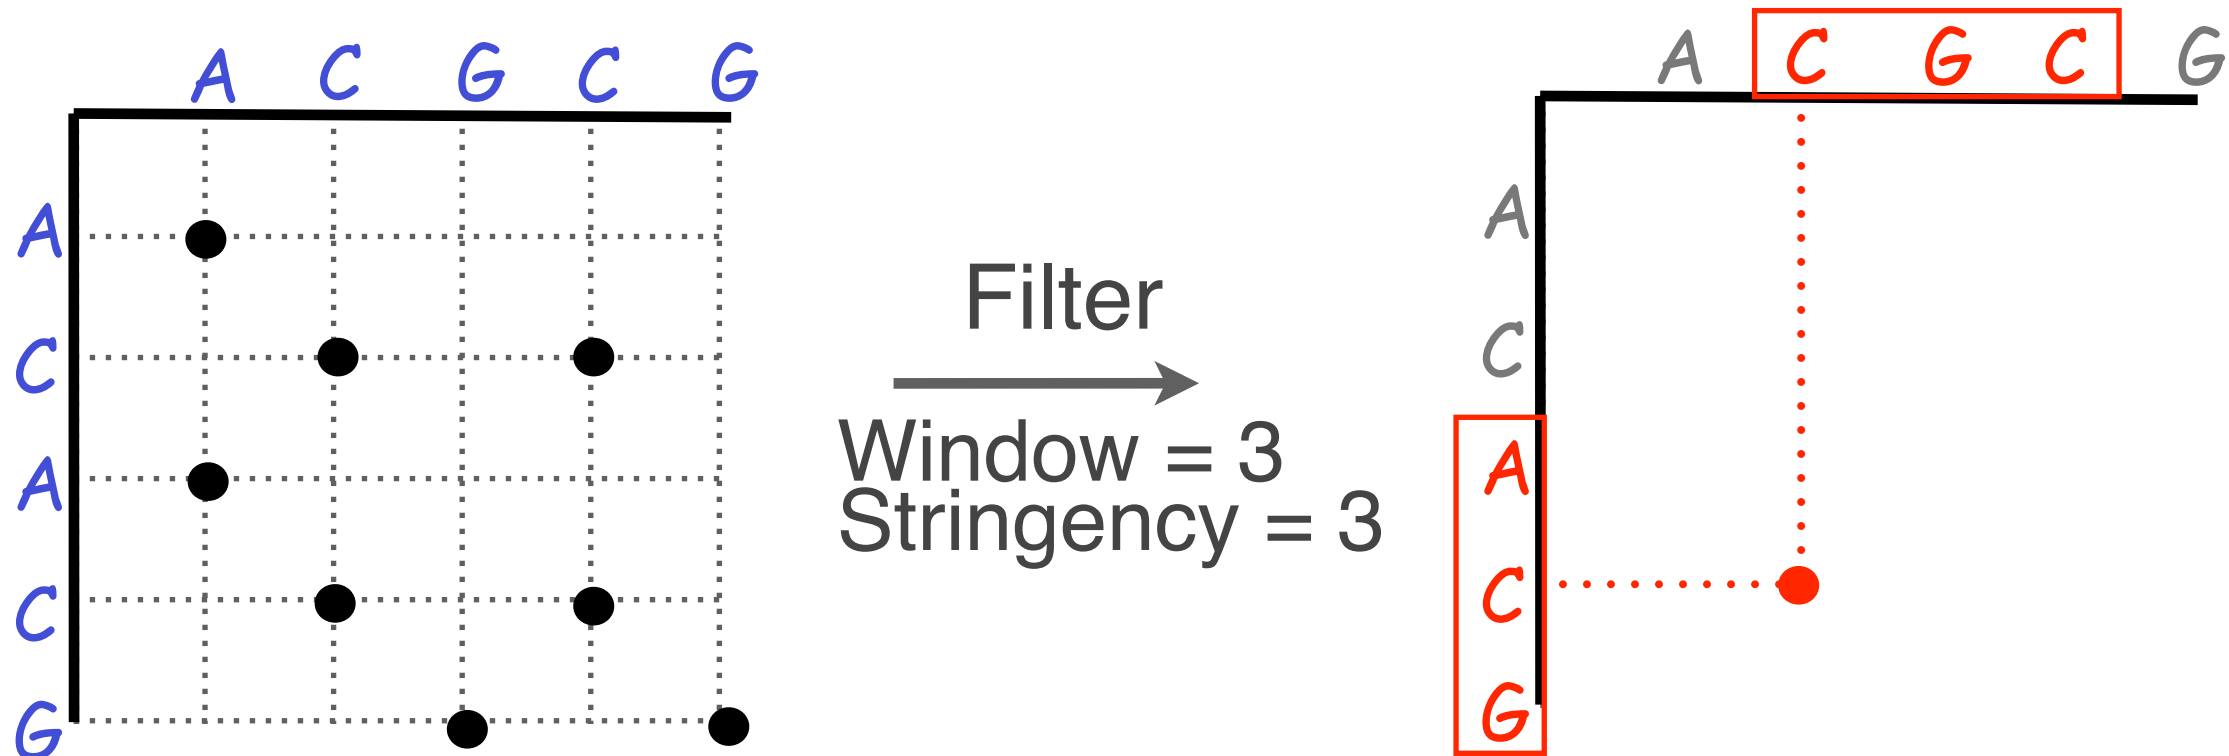 A C G C G
A
C
A
C
G
Filter
Window = 3
Stringency = 3
A C G C G
A
C
A
C
G